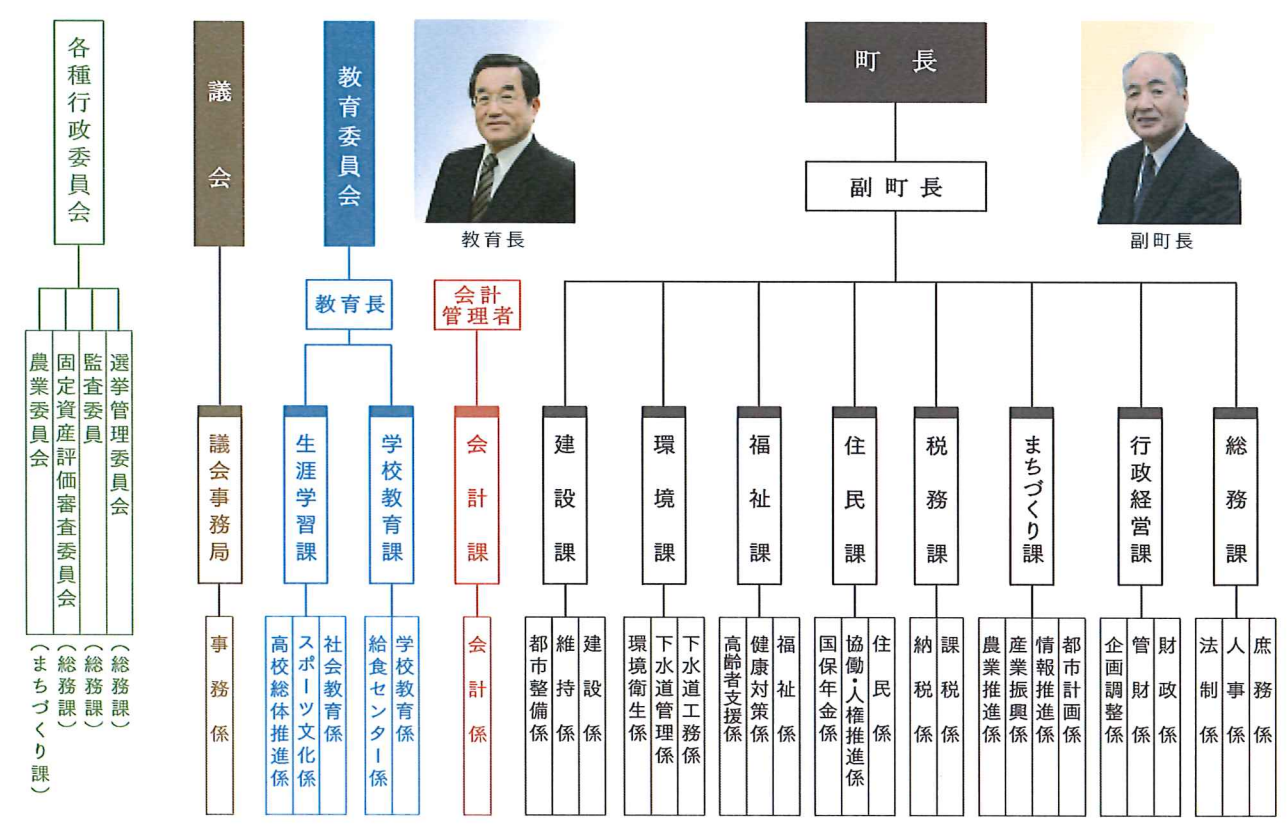 各種行政委員会
議会
教育委員会
教育長
町長
副町長
副町長
教育長
会計
管理者
農業委員会
固定資産評価審査委員会
監査委員
選挙管理委員会
(まちづくり課)
(総務課)
(総務課)
(総務課)
議会事務局
生涯学習課
学校教育課
会計課
建設課
環境課
福祉課
住民課
税務課
まちづくり課
行政経営課
総務課
事務係
高校総体推進係
スポーツ文化係
社会教育係
給食センター係
学校教育係
会計係
都市整備係
維持係
建設係
環境衛生係
下水道管理係
下水道工務係
高齢者支援係
健康対策係
福祉係
国保年金係
協働・人権推進係
住民係
納税係
課税係
農業推進係
産業振興係
情報推進係
都市計画係
企画調整係
管財係
財政係
法制係
人事係
庶務係